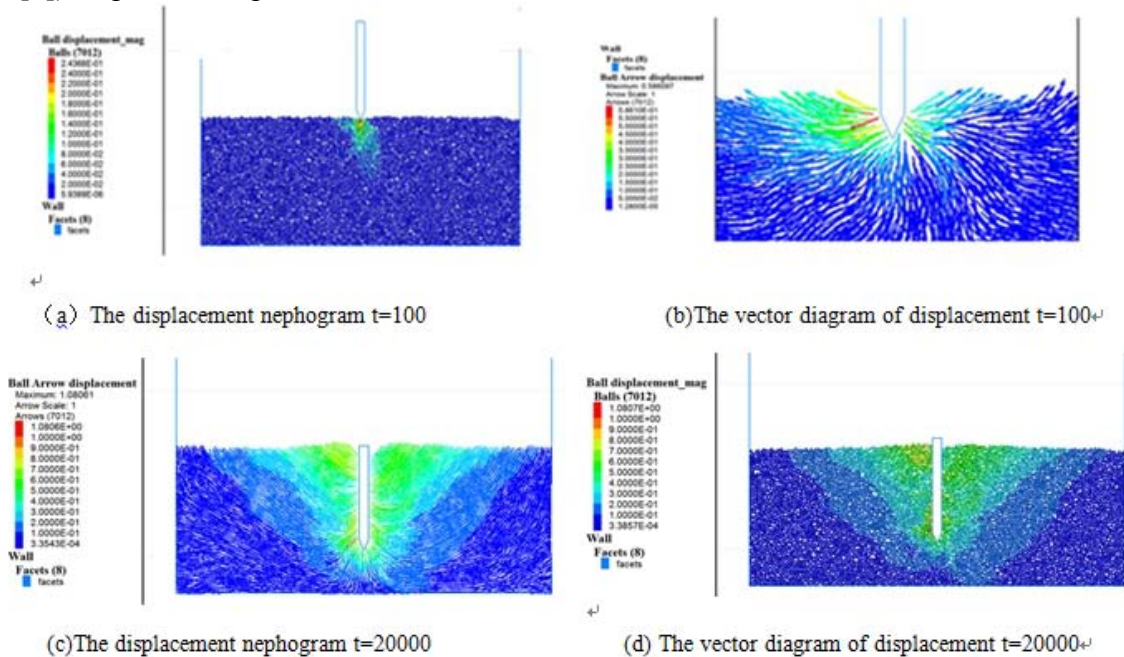 Ball displacement_mag
Balls (7012)
2.4000E-01
2.0000E-01
1.8000E-01
1.6000E-01
1.4000E-01
1.2000E-01
1.0000E-01
8.0000E-02
6.0000E-02
4.0000E-02
2.0000E-02
Wall
Facets (8)
facets
Wall
Facets (8)
facets
Ball Arrow displacement
Arrow Scale: 1
Arrows (7012)
(a) The displacement nephogram t=100
(b)The vector diagram of displacement t=100
Ball Arrow displacement
Maximum: 1.08061
Arrow Scale: 1
Arrows (7012)
1.0806E+00
1.0000E+00
9.0000E-01
8.0000E-01
7.0000E-01
6.0000E-01
5.0000E-01
4.0000E-01
3.0000E-01
2.0000E-01
1.0000E-01
3.3543E-04
Wall
Facets (8)
facets
Ball displacement_mag
Balls (7012)
1.0807E+00
1.0000E+00
9.0000E-01
8.0000E-01
7.0000E-01
6.0000E-01
5.0000E-01
4.0000E-01
3.0000E-01
2.0000E-01
1.0000E-01
3.3857E-04
Wall
Facets (8)
facets
(c)The displacement nephogram t=20000
(d) The vector diagram of displacement t=20000